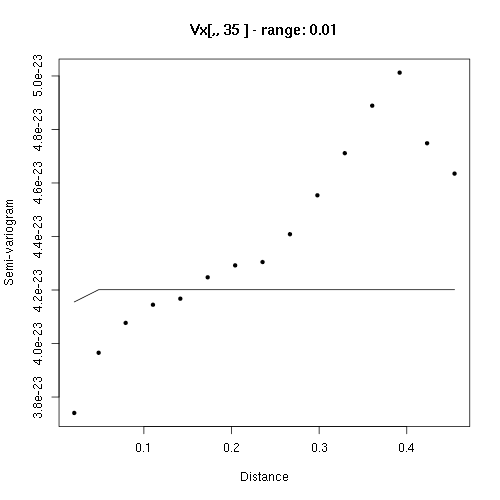 Vx[,, 35 ] - range: 0.01
Semi-variogram
5.0e-23
4.8e-23
4.6e-23
4.4e-23
4.2e-23
4.0e-23
3.8e-23
0.1 0.2 0.3 0.4
Distance